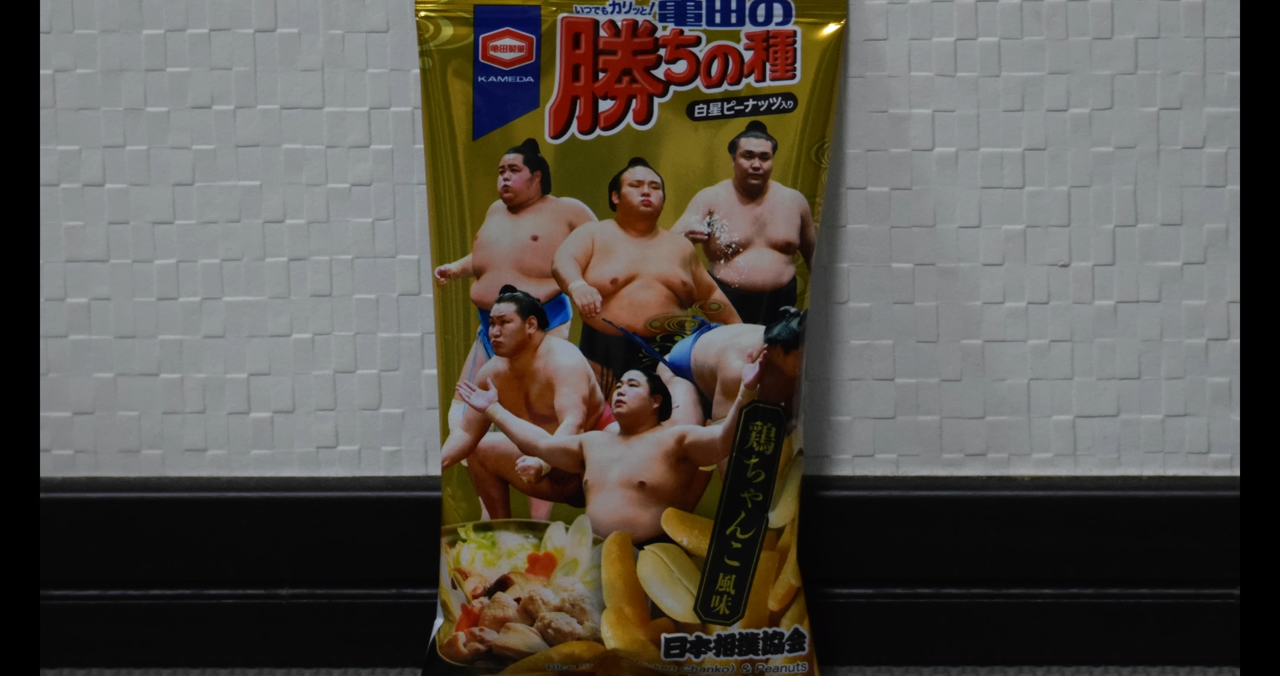 いつでもカリッと!
亀田の
亀田製菓
KAMEDA
勝ちの種
白星ピーナッツ入り
鶏ちゃんこ風味
日本相撲協会
Chanko) & Peanuts